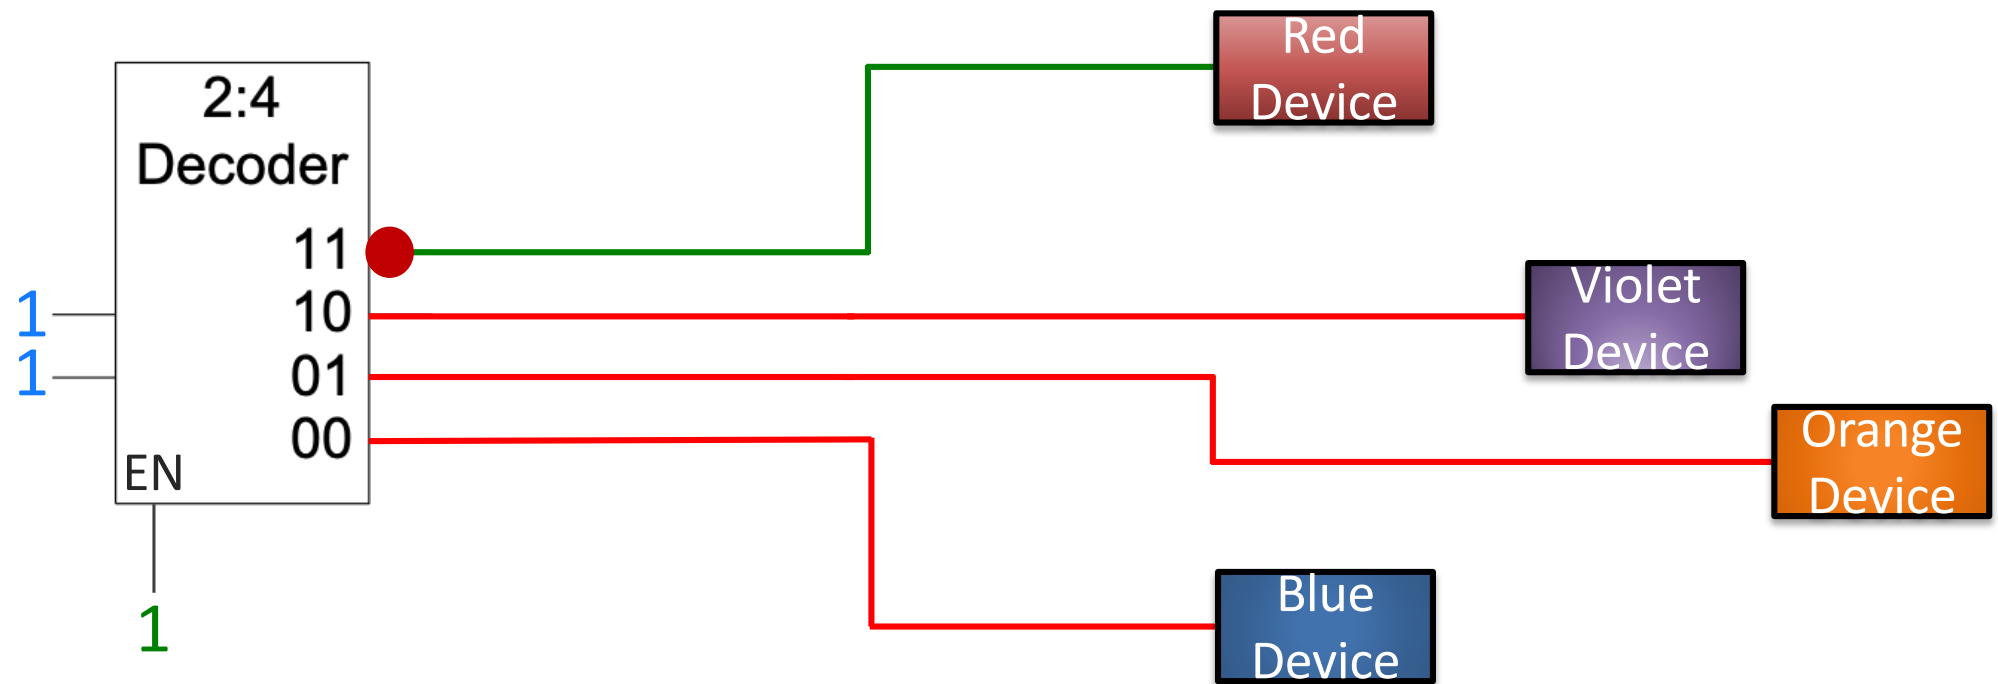 2:4
Decoder
11
10
01
00
EN
1
1
1
Red
Device
Violet
Device
Orange
Device
Blue
Device